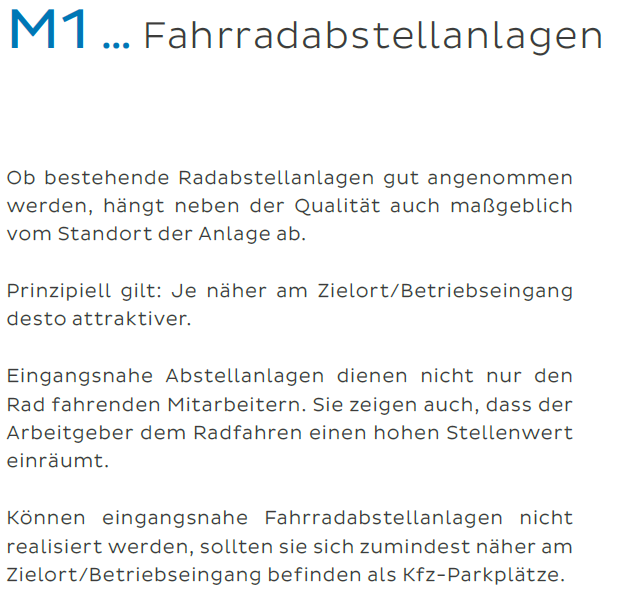 M1... Fahrradabstellanlagen
Ob bestehende Radabstellanlagen gut angenommen
werden, hängt neben der Qualität auch maßgeblich
vom Standort der Anlage ab.
Prinzipiell gilt: Je näher am Zielort/Betriebseingang
desto attraktiver.
Eingangsnahe Abstellanlagen dienen nicht nur den
Rad fahrenden Mitarbeitern. Sie zeigen auch, dass der
Arbeitgeber dem Radfahren einen hohen Stellenwert
einräumt.
Können eingangsnahe Fahrradabstellanlagen nicht
realisiert werden, sollten sie sich zumindest näher am
Zielort/Betriebseingang befinden als Kfz-Parkplätze.